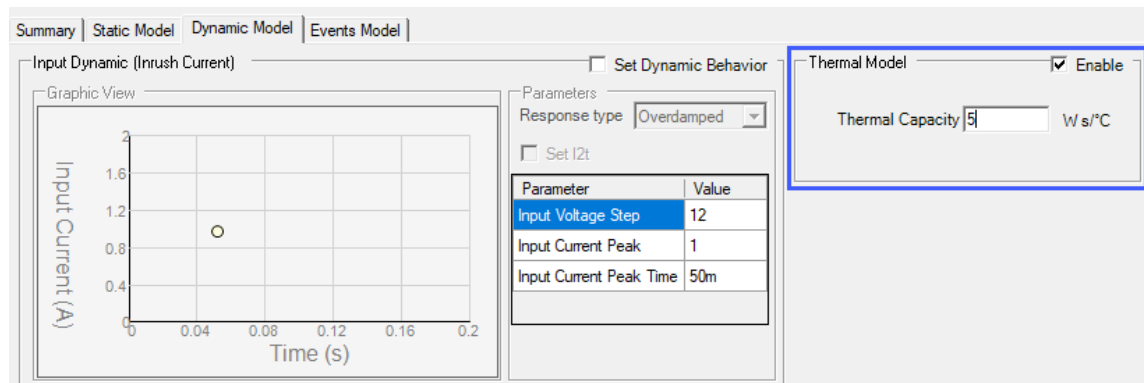 Summary Static Model Dynamic Model Events Model
Input Dynamic (Inrush Current) Set Dynamic Behavior
Graphic View
Input Current (A)
2
1.6
1.2
0.8
0.4
0
0 0.04 0.08 0.12 0.16 0.2
Time (s)
Parameters
Response type Overdamped
Set I2t
Parameter Value
Input Voltage Step 12
Input Current Peak 1
Input Current Peak Time 50m
Thermal Model Enable
Thermal Capacity 5 W s/°C